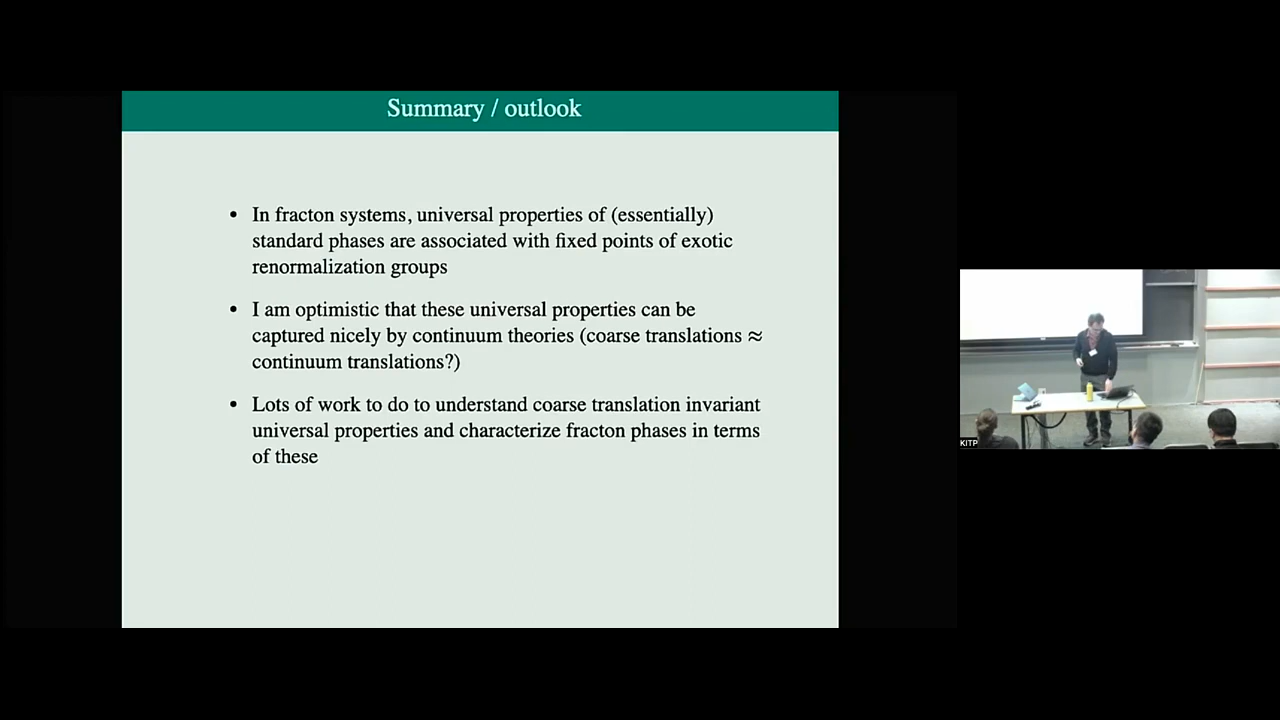 Summary / outlook
• In fracton systems, universal properties of (essentially)
standard phases are associated with fixed points of exotic
renormalization groups
• I am optimistic that these universal properties can be
captured nicely by continuum theories (coarse translations ≈
continuum translations?)
• Lots of work to do to understand coarse translation invariant
universal properties and characterize fracton phases in terms
of these
KITP